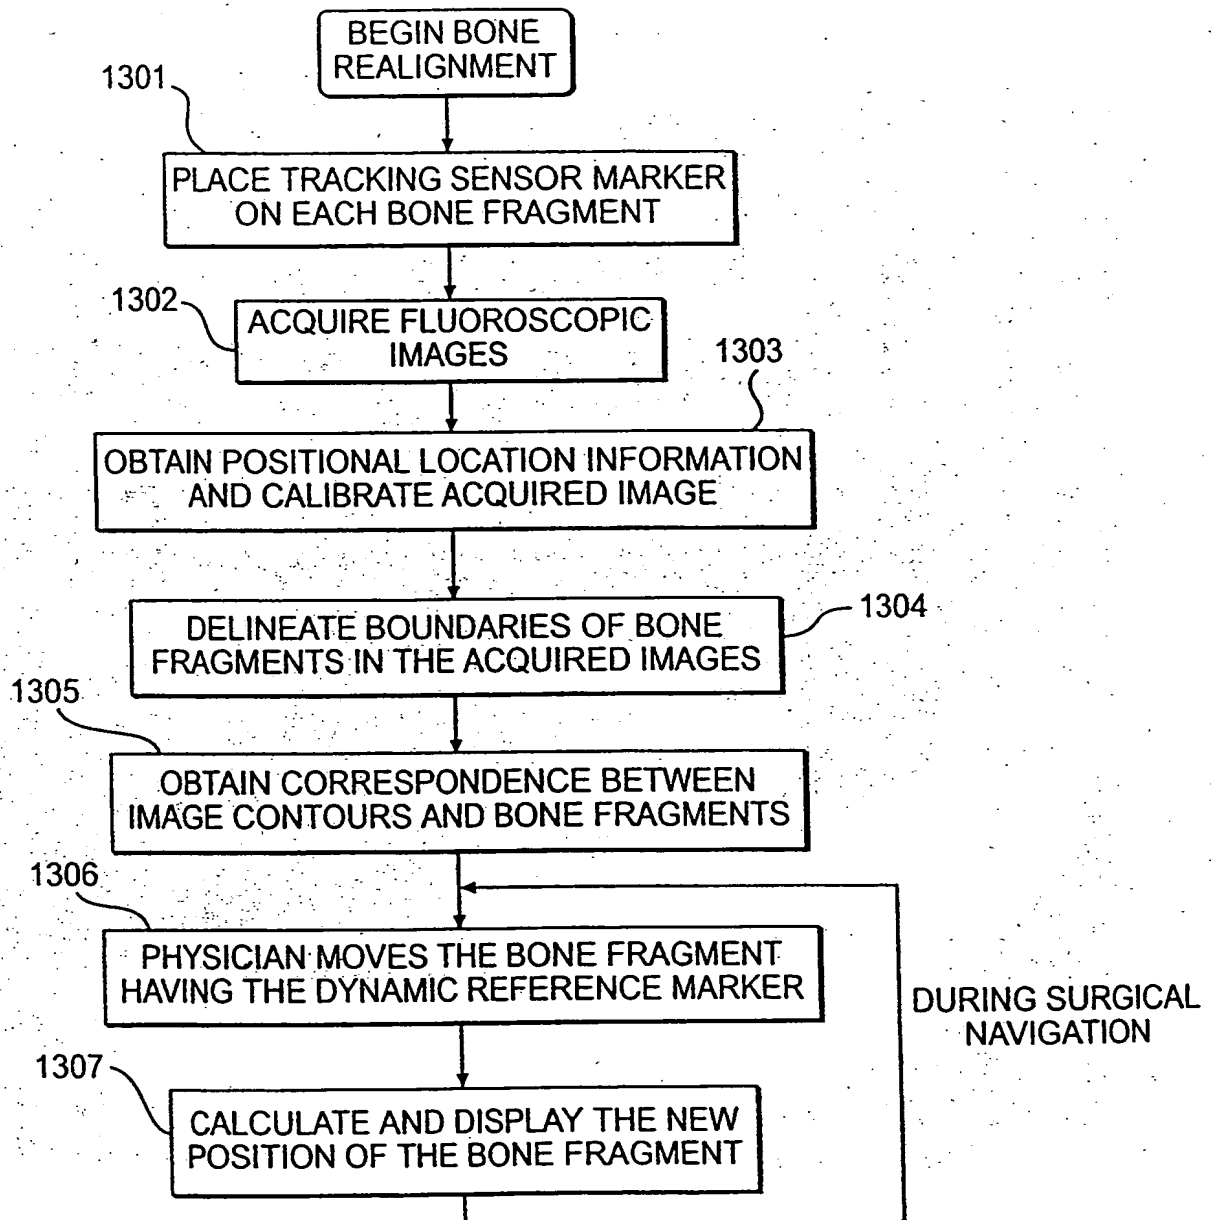 BEGIN BONE
REALIGNMENT
1301
PLACE TRACKING SENSOR MARKER
ON EACH BONE FRAGMENT
1302
ACQUIRE FLUOROSCOPIC
IMAGES
1303
OBTAIN POSITIONAL LOCATION INFORMATION
AND CALIBRATE ACQUIRED IMAGE
1304
DELINEATE BOUNDARIES OF BONE
FRAGMENTS IN THE ACQUIRED IMAGES
1305
OBTAIN CORRESPONDENCE BETWEEN
IMAGE CONTOURS AND BONE FRAGMENTS
1306
PHYSICIAN MOVES THE BONE FRAGMENT
HAVING THE DYNAMIC REFERENCE MARKER
DURING SURGICAL
NAVIGATION
1307
CALCULATE AND DISPLAY THE NEW
POSITION OF THE BONE FRAGMENT